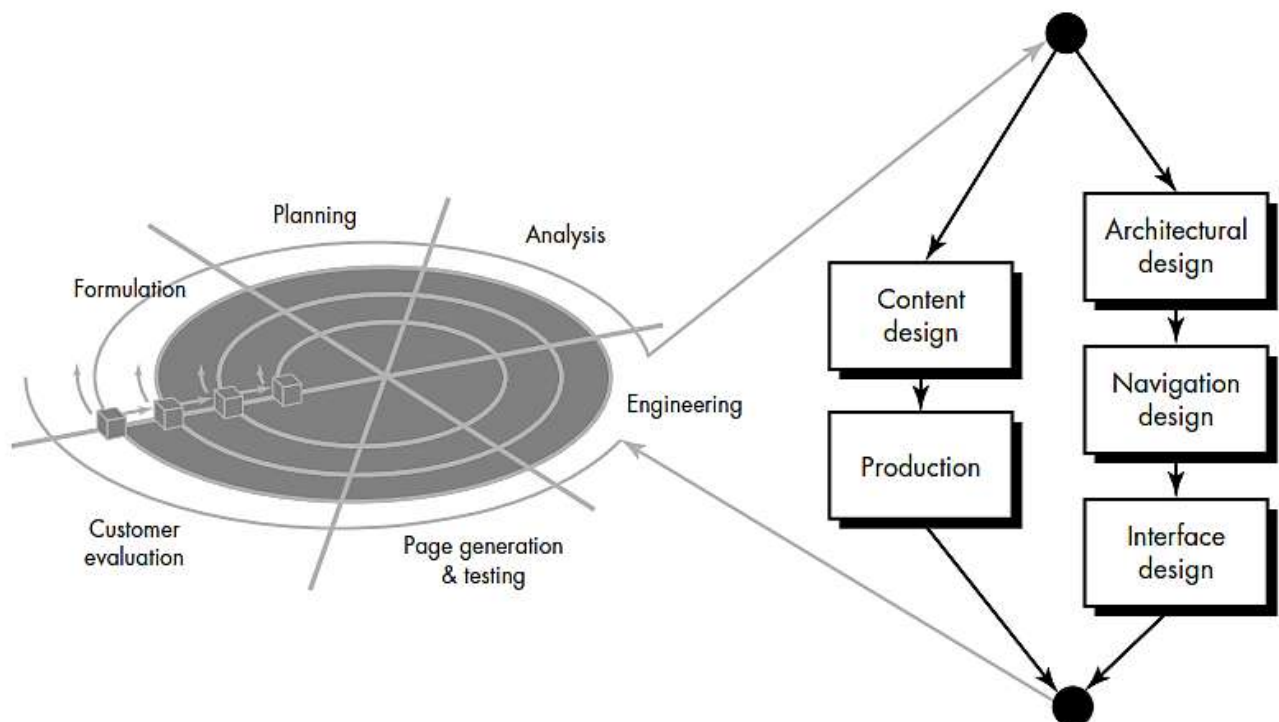 Planning
Analysis
Formulation
Engineering
Customer
evaluation
Page generation
& testing
Content
design
Production
Architectural
design
Navigation
design
Interface
design